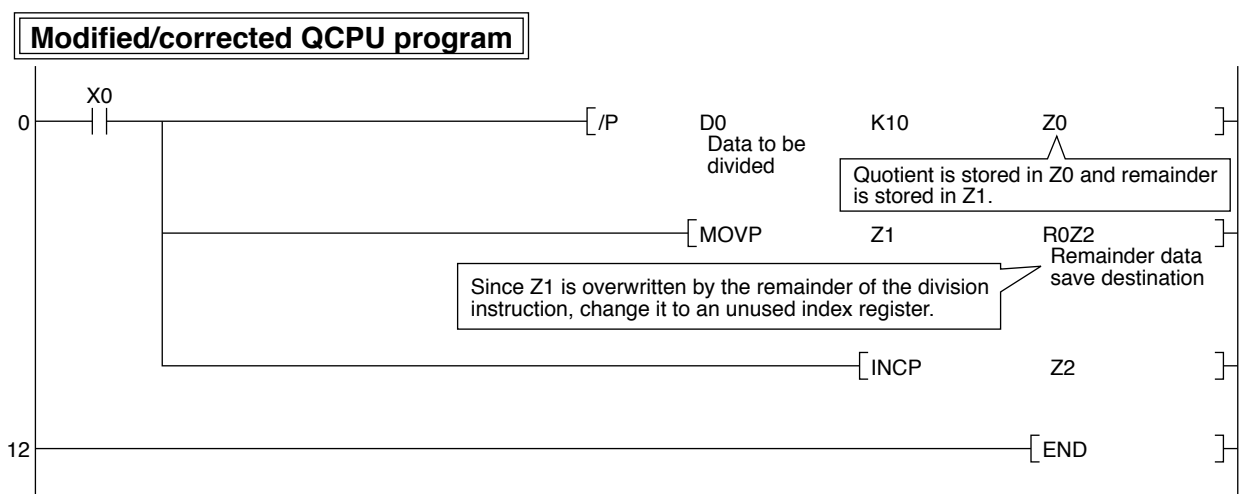 Modified/corrected QCPU program
X0
0 [/P D0 K10 Z0 ]
Data to be
divided
Quotient is stored in Z0 and remainder
is stored in Z1.
[MOVP Z1 R0Z2 ]
Remainder data
save destination
Since Z1 is overwritten by the remainder of the division
instruction, change it to an unused index register.
[INCP Z2 ]
12 [END ]